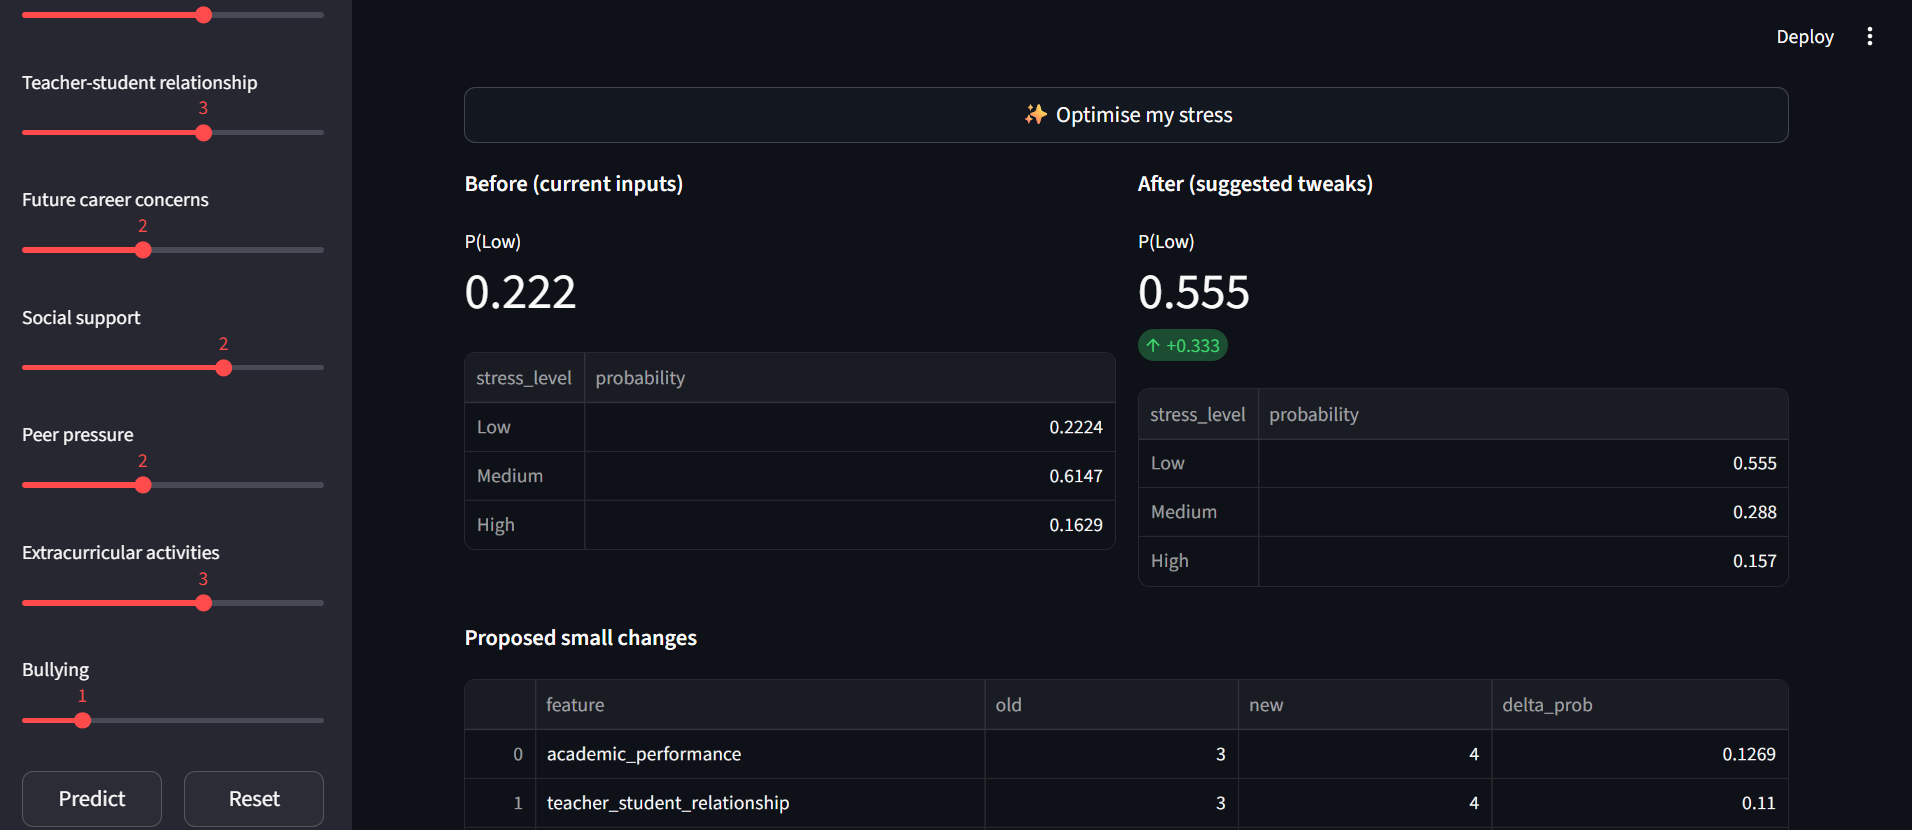 Teacher-student relationship
3
Future career concerns
2
Social support
2
Peer pressure
2
Extracurricular activities
3
Bullying
1
Predict Reset
Deploy
✨ Optimise my stress
Before (current inputs)
P(Low)
0.222
stress_level probability
Low 0.2224
Medium 0.6147
High 0.1629
After (suggested tweaks)
P(Low)
0.555
↑ +0.333
stress_level probability
Low 0.555
Medium 0.288
High 0.157
Proposed small changes
feature old new delta_prob
0 academic_performance 3 4 0.1269
1 teacher_student_relationship 3 4 0.11